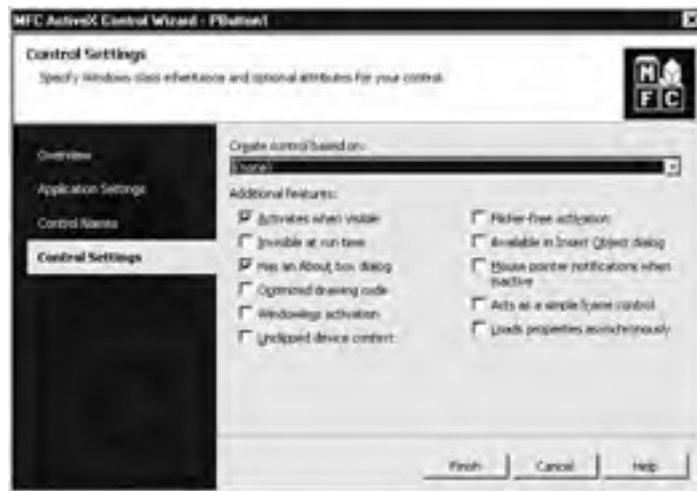 MFC ActiveX Control Wizard - PButton1
Control Settings
Specify Windows class inheritance and optional attributes for your control.
M
F C
Overview
Application Settings
Control Names
Control Settings
Create control based on:
(none)
Additional features:
Activates when visible
Invisible at run time
Has an About box dialog
Optimized drawing code
Windowless activation
Unclipped device context
Flicker-free activation
Available in Insert Object dialog
Mouse pointer notifications when
inactive
Acts as a simple frame control
Loads properties asynchronously
Finish
Cancel
Help